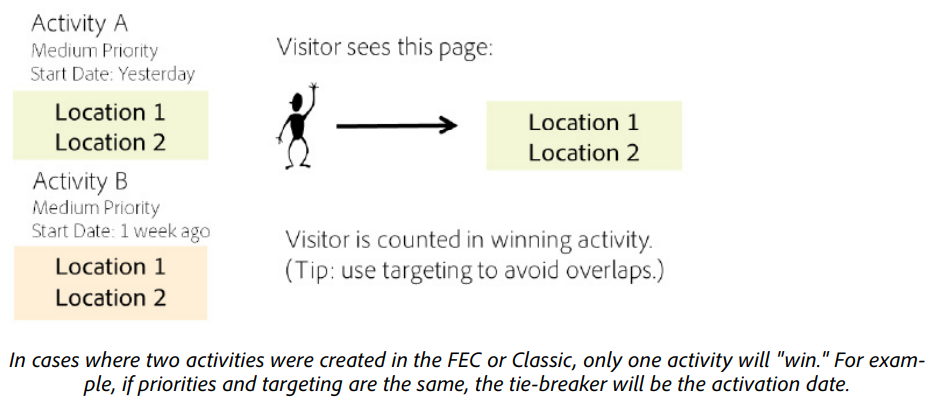 Activity A
Medium Priority
Start Date: Yesterday
Location 1
Location 2
Activity B
Medium Priority
Start Date: 1 week ago
Location 1
Location 2
Visitor sees this page:
Location 1
Location 2
Visitor is counted in winning activity.
(Tip: use targeting to avoid overlaps.)
In cases where two activities were created in the FEC or Classic, only one activity will "win." For exam-
ple, if priorities and targeting are the same, the tie-breaker will be the activation date.